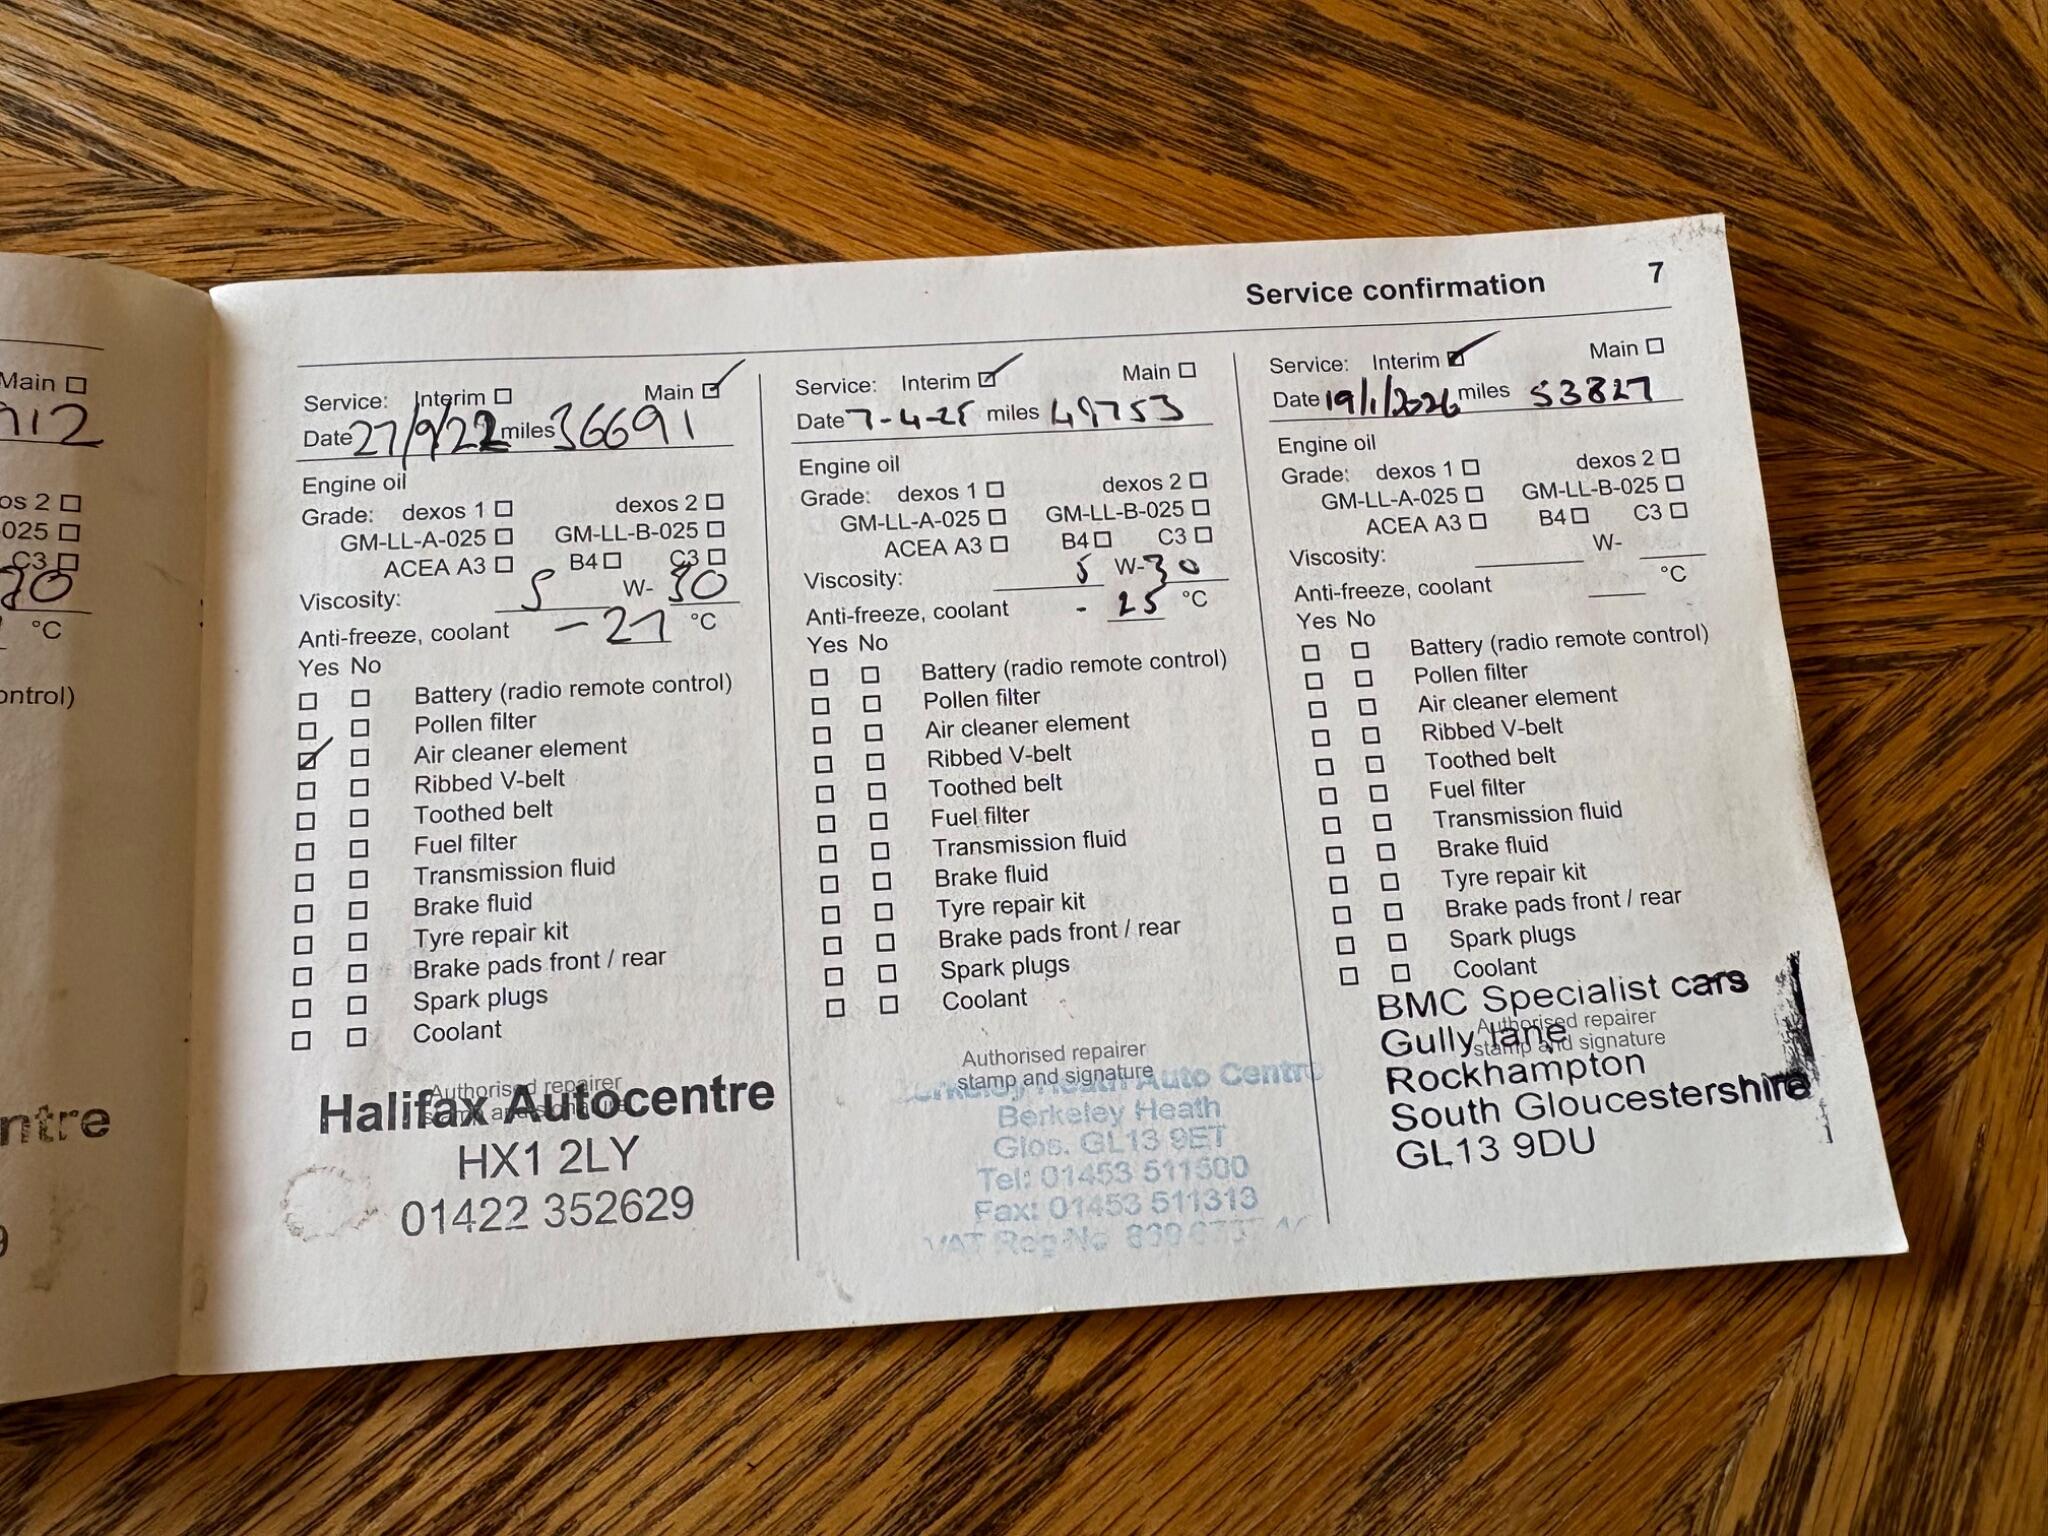 Main ☐
912
os 2 ☐
025 ☐
C3 ☐
°C
ontrol)
ntre
9
Service confirmation 7
Service: Interim ☐ Main ☑
Date 27/9/22 miles 36691
Engine oil
Grade: dexos 1 ☐ dexos 2 ☐
GM-LL-A-025 ☐ GM-LL-B-025 ☐
ACEA A3 ☐ B4 ☐ C3 ☐
Viscosity: 5 W- 30
Anti-freeze, coolant - 21 °C
Yes No
☐ ☐ Battery (radio remote control)
☐ ☐ Pollen filter
☑ ☐ Air cleaner element
☐ ☐ Ribbed V-belt
☐ ☐ Toothed belt
☐ ☐ Fuel filter
☐ ☐ Transmission fluid
☐ ☐ Brake fluid
☐ ☐ Tyre repair kit
☐ ☐ Brake pads front / rear
☐ ☐ Spark plugs
☐ ☐ Coolant
Authorised repairer
stamp and signature
Halifax Autocentre
HX1 2LY
01422 352629
Service: Interim ☑ Main ☐
Date 7-4-25 miles 49753
Engine oil
Grade: dexos 1 ☐ dexos 2 ☐
GM-LL-A-025 ☐ GM-LL-B-025 ☐
ACEA A3 ☐ B4 ☐ C3 ☐
Viscosity: 5 W- 30
Anti-freeze, coolant - 25 °C
Yes No
☐ ☐ Battery (radio remote control)
☐ ☐ Pollen filter
☐ ☐ Air cleaner element
☐ ☐ Ribbed V-belt
☐ ☐ Toothed belt
☐ ☐ Fuel filter
☐ ☐ Transmission fluid
☐ ☐ Brake fluid
☐ ☐ Tyre repair kit
☐ ☐ Brake pads front / rear
☐ ☐ Spark plugs
☐ ☐ Coolant
Authorised repairer
stamp and signature
Berkeley Heath Auto Centre
Berkeley Heath
Glos. GL13 9ET
Tel: 01453 511500
Fax: 01453 511313
VAT Reg No
Service: Interim ☑ Main ☐
Date 19/1/2026 miles 53827
Engine oil
Grade: dexos 1 ☐ dexos 2 ☐
GM-LL-A-025 ☐ GM-LL-B-025 ☐
ACEA A3 ☐ B4 ☐ C3 ☐
Viscosity: W-
Anti-freeze, coolant °C
Yes No
☐ ☐ Battery (radio remote control)
☐ ☐ Pollen filter
☐ ☐ Air cleaner element
☐ ☐ Ribbed V-belt
☐ ☐ Toothed belt
☐ ☐ Fuel filter
☐ ☐ Transmission fluid
☐ ☐ Brake fluid
☐ ☐ Tyre repair kit
☐ ☐ Brake pads front / rear
☐ ☐ Spark plugs
☐ ☐ Coolant
Authorised repairer
stamp and signature
BMC Specialist cars
Gully lane
Rockhampton
South Gloucestershire
GL13 9DU